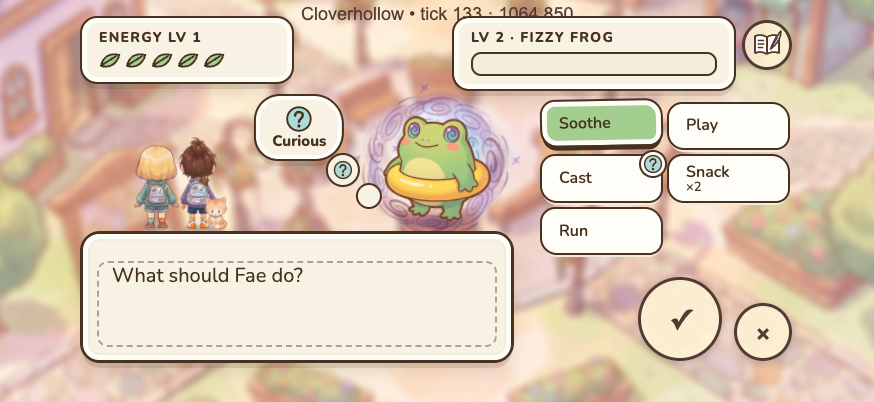 Cloverhollow • tick 133 · 1064,850
ENERGY LV 1
LV 2 · FIZZY FROG
? Curious
?
Soothe
Play
Cast
?
Snack
×2
Run
What should Fae do?